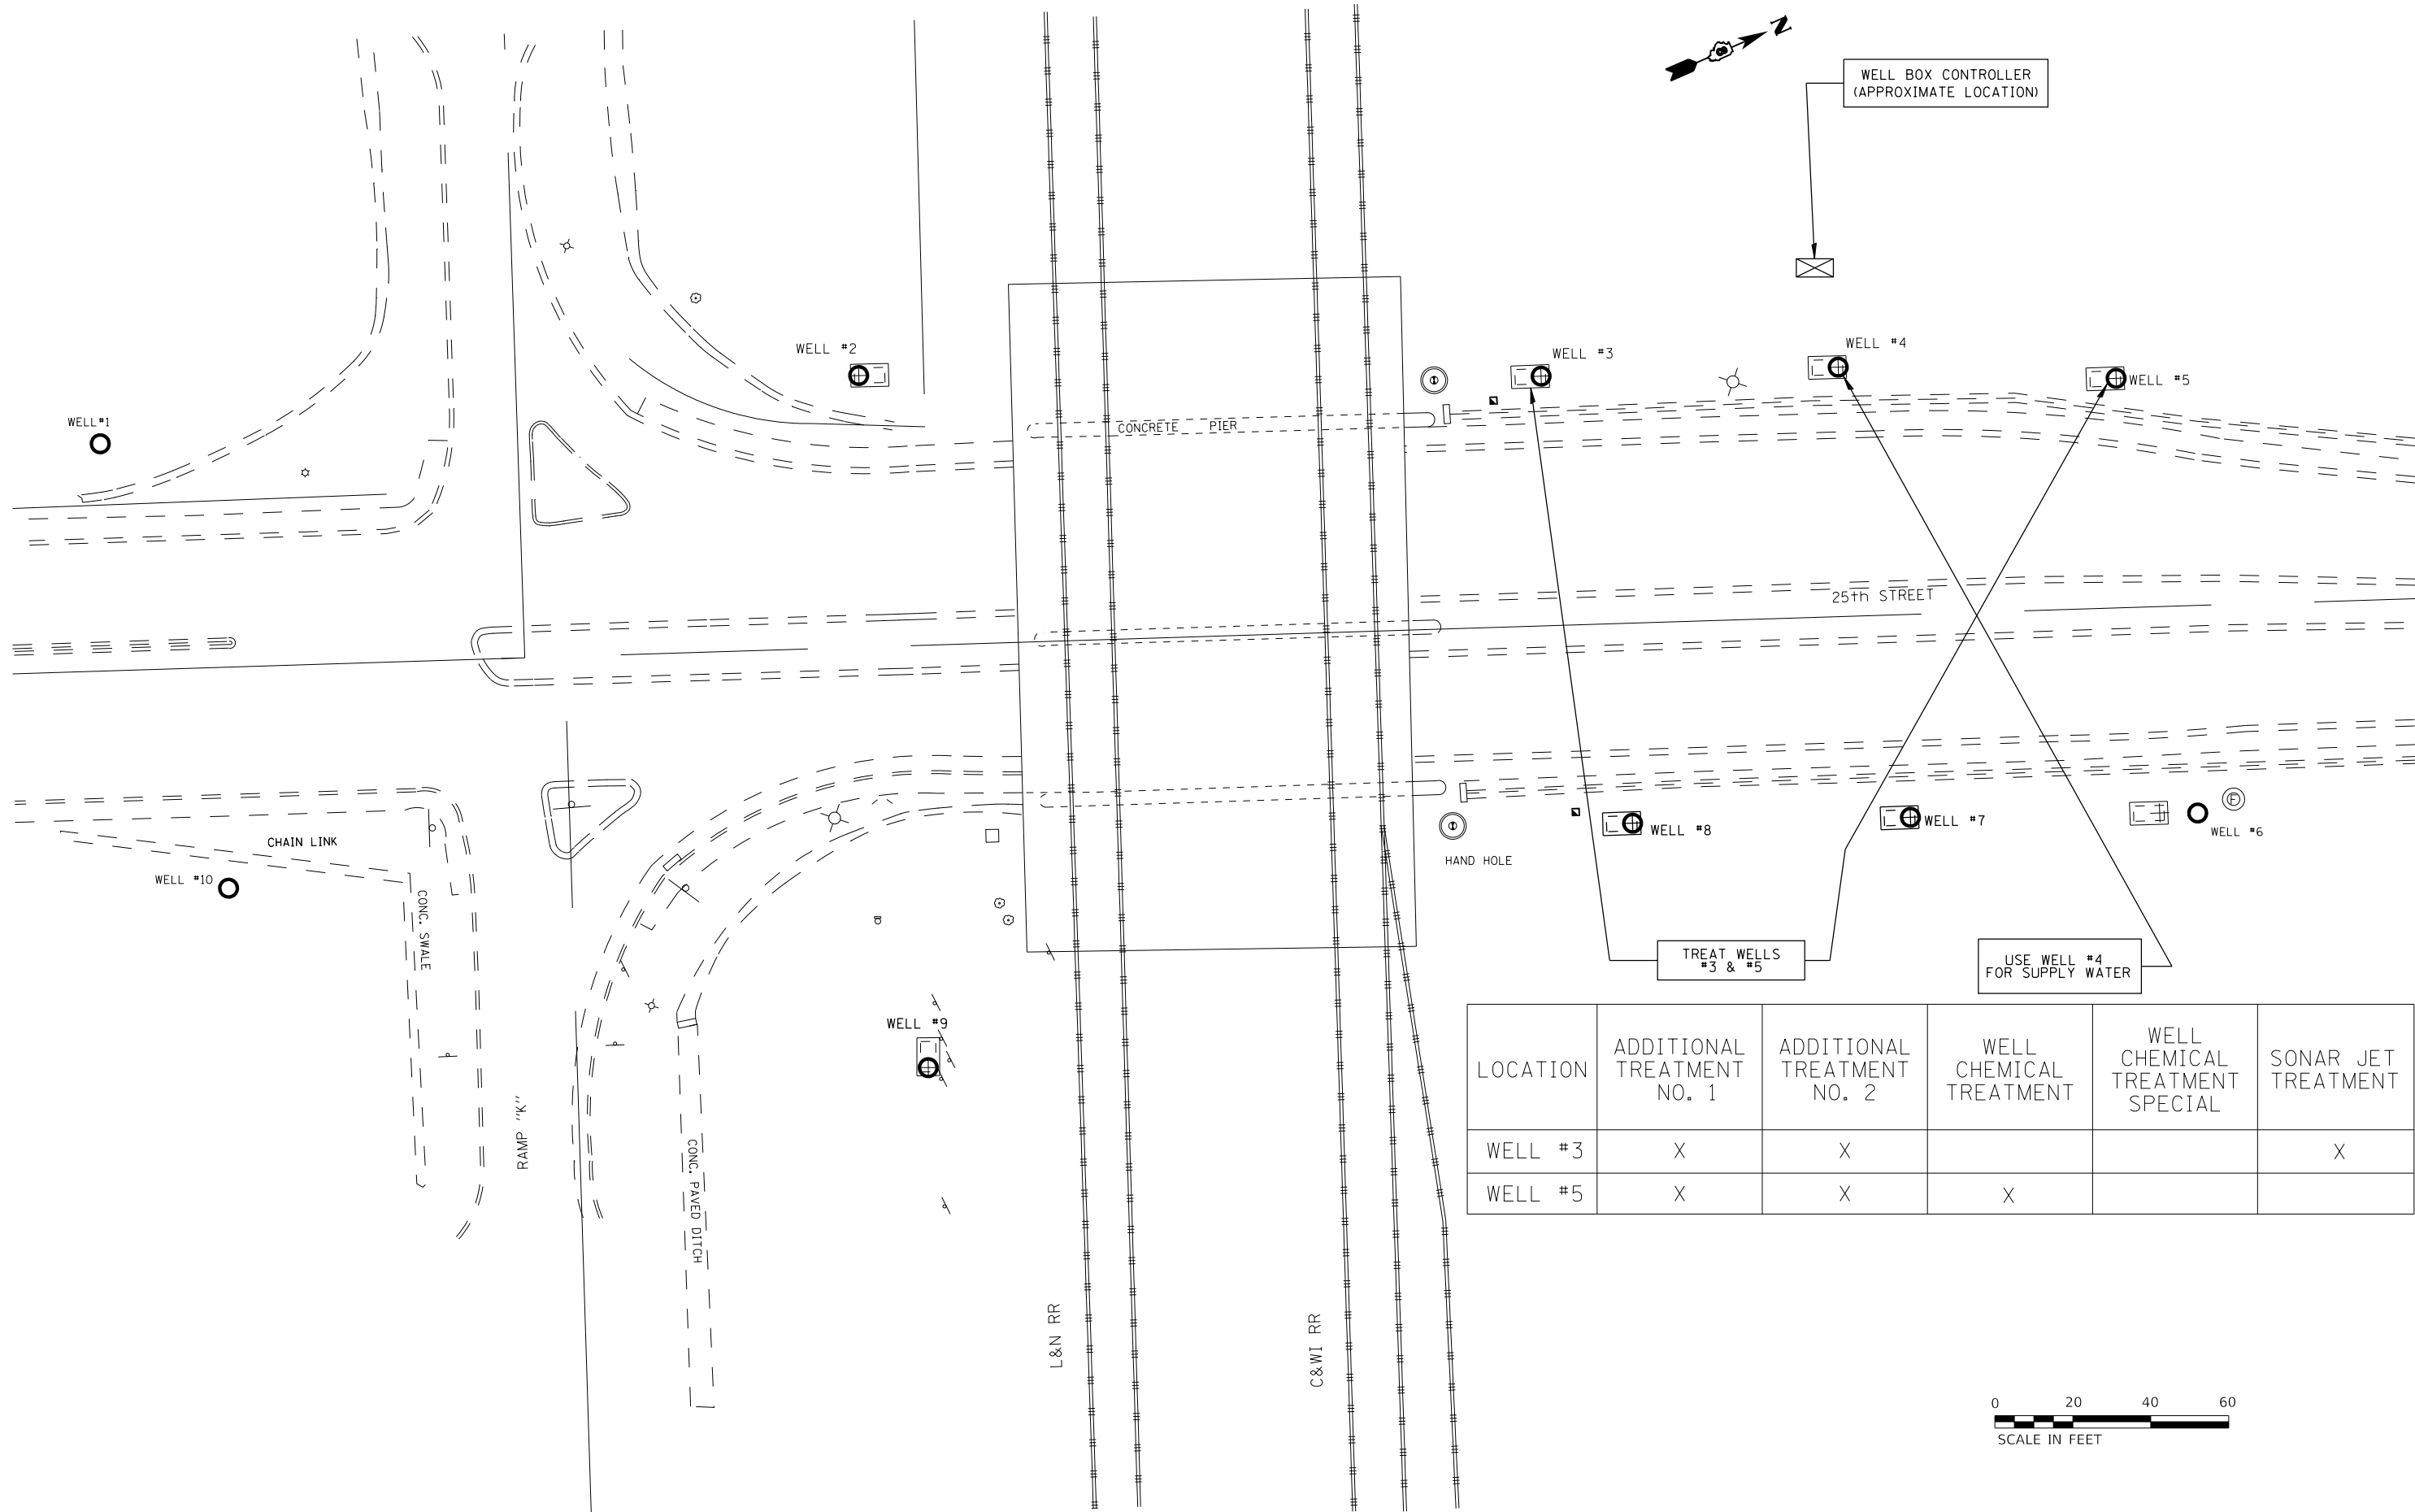 N
WELL BOX CONTROLLER
(APPROXIMATE LOCATION)
WELL #2
WELL #3
WELL #4
WELL #5
WELL#1
CONCRETE PIER
25th STREET
CHAIN LINK
WELL #10
CONC. SWALE
WELL #8
WELL #7
F
WELL #6
HAND HOLE
TREAT WELLS
#3 & #5
USE WELL #4
FOR SUPPLY WATER
WELL #9
RAMP "K"
CONC. PAVED DITCH
L&N RR
C&WI RR
LOCATION
ADDITIONAL
TREATMENT
NO. 1
ADDITIONAL
TREATMENT
NO. 2
WELL
CHEMICAL
TREATMENT
WELL
CHEMICAL
TREATMENT
SPECIAL
SONAR JET
TREATMENT
WELL #3 X X X
WELL #5 X X X
0 20 40 60
SCALE IN FEET